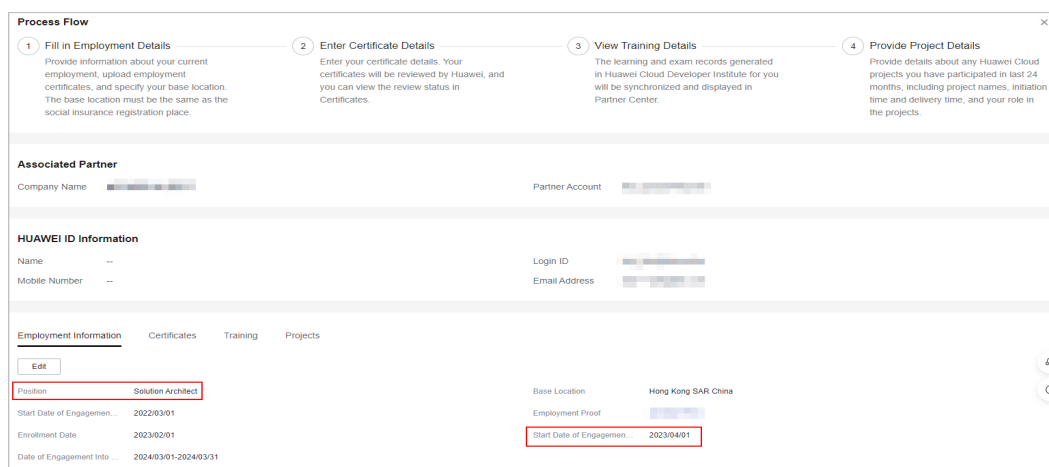 Process Flow
1 Fill in Employment Details
Provide information about your current
employment, upload employment
certificates, and specify your base location.
The base location must be the same as the
social insurance registration place.
2 Enter Certificate Details
Enter your certificate details. Your
certificates will be reviewed by Huawei, and
you can view the review status in
Certificates.
3 View Training Details
The learning and exam records generated
in Huawei Cloud Developer Institute for you
will be synchronized and displayed in
Partner Center.
4 Provide Project Details
Provide details about any Huawei Cloud
projects you have participated in last 24
months, including project names, initiation
time and delivery time, and your role in
the projects.
Associated Partner
Company Name
Partner Account
HUAWEI ID Information
Name --
Login ID
Mobile Number --
Email Address
Employment Information Certificates Training Projects
Edit
Position Solution Architect
Base Location Hong Kong SAR China
Start Date of Engagemen... 2022/03/01
Employment Proof
Enrollment Date 2023/02/01
Start Date of Engagemen... 2023/04/01
Date of Engagement Into ... 2024/03/01-2024/03/31